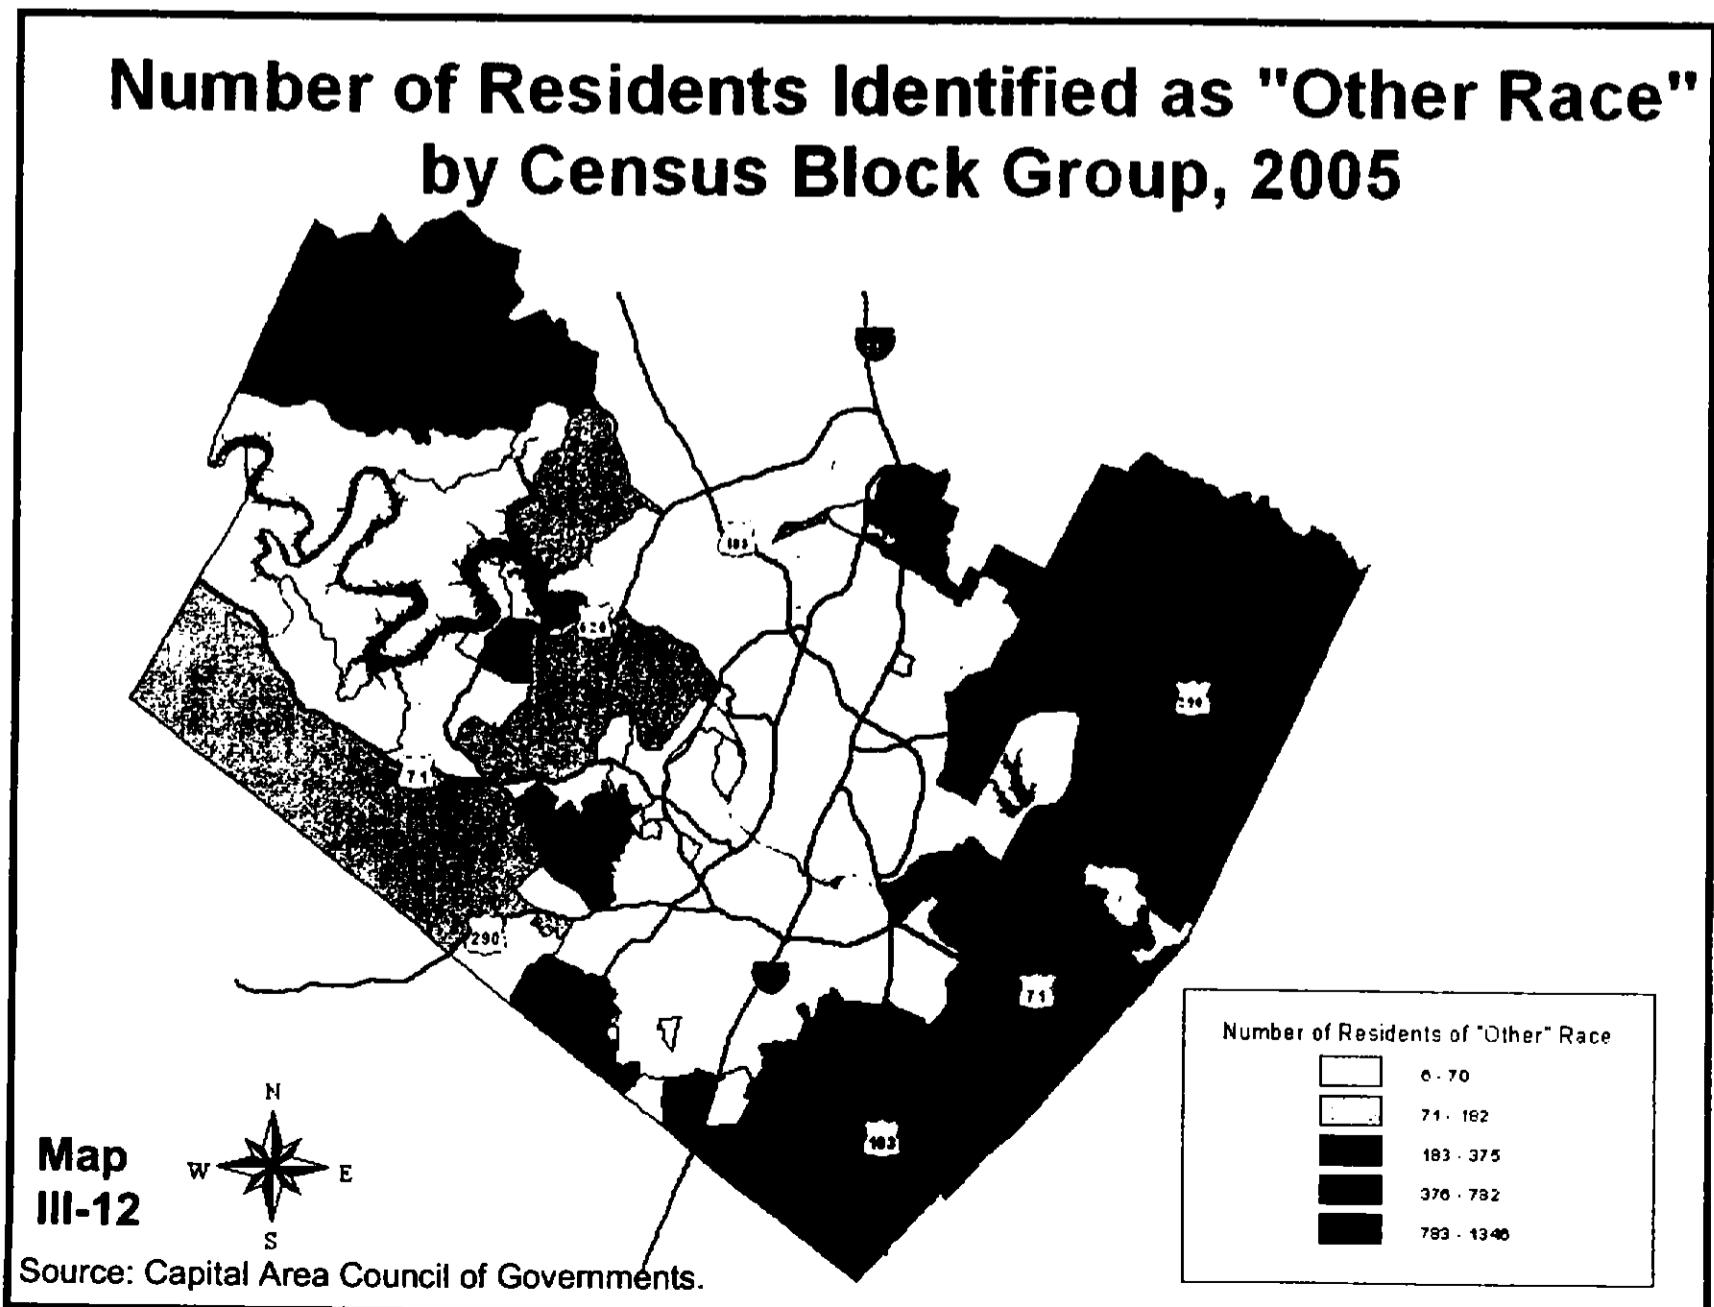 Number of Residents Identified as "Other Race"
by Census Block Group, 2005
183
620
290
71
290
71
183
Number of Residents of "Other" Race
6 - 70
71 - 182
183 - 375
376 - 782
783 - 1346
N
W
E
S
Map
III-12
Source: Capital Area Council of Governments.